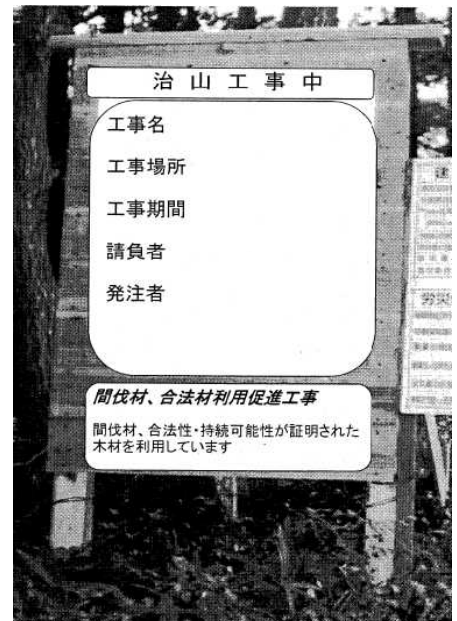 治山工事中
工事名
工事場所
工事期間
請負者
発注者
間伐材、合法材利用促進工事
間伐材、合法性・持続可能性が証明された
木材を利用しています